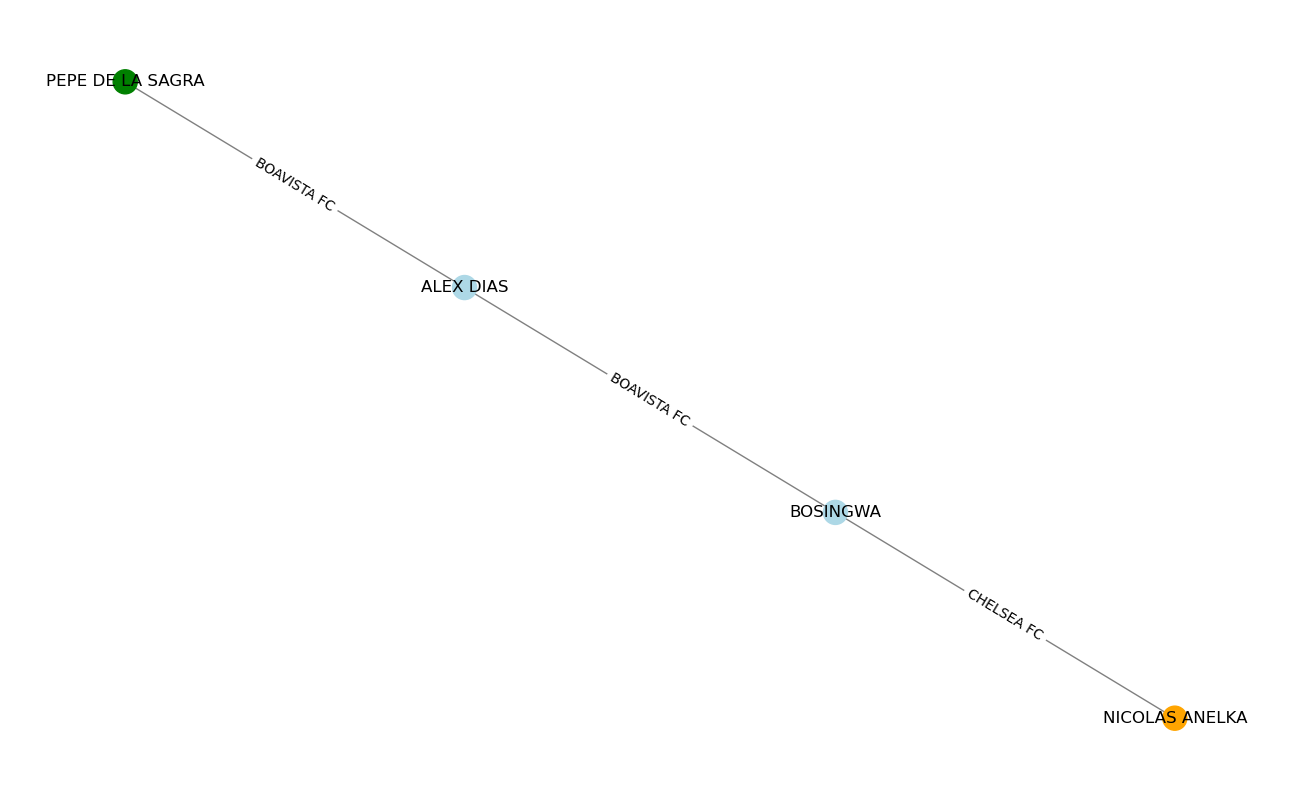 PEPE DE LA SAGRA
BOAVISTA FC
ALEX DIAS
BOAVISTA FC
BOSINGWA
CHELSEA FC
NICOLAS ANELKA